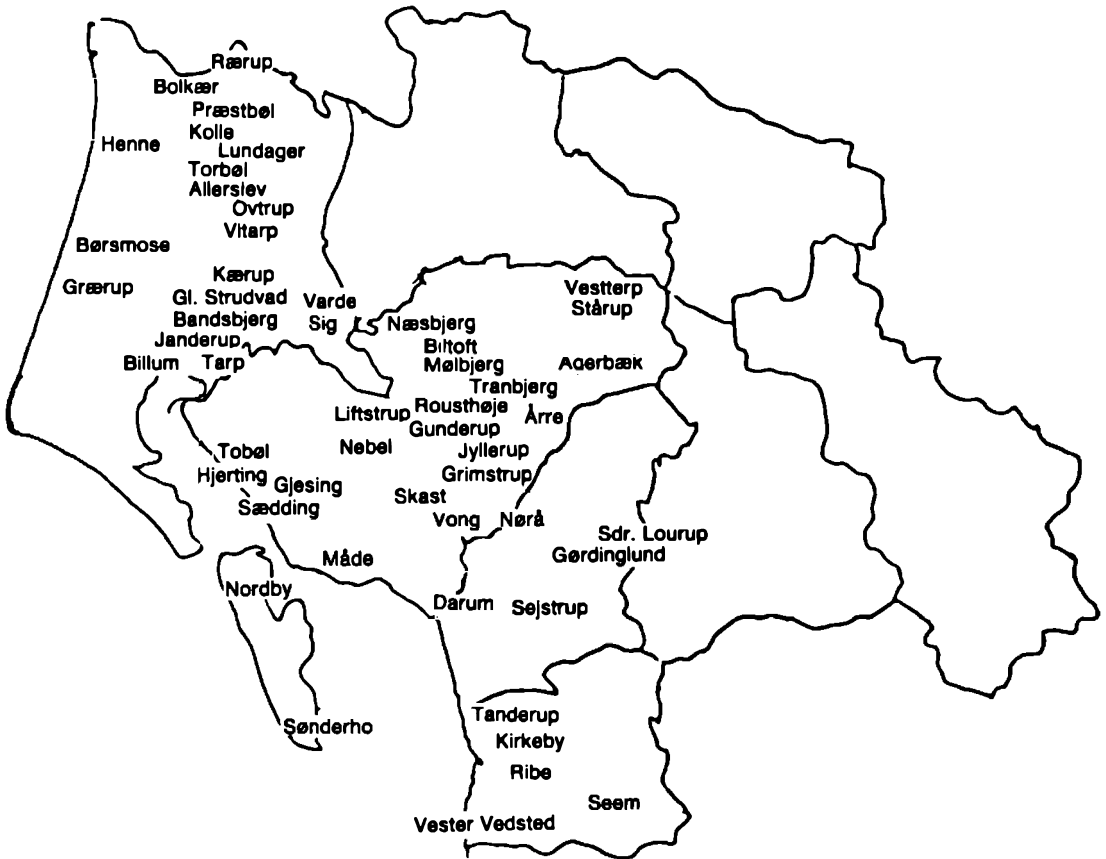 Rærup
Bolkær
Præstbøl
Kolle
Henne
Lundager
Torbøl
Allerslev
Ovtrup
Vitarp
Børsmose
Kærup
Grærup
Gl. Strudvad
Varde
Bandsbjerg
Sig
Janderup
Billum
Tarp
Vestterp
Stårup
Næsbjerg
Biltoft
Mølbjerg
Agerbæk
Tranbjerg
Liftstrup
Rousthøje
Årre
Gunderup
Nebel
Jyllerup
Tobøl
Hjerting
Grimstrup
Gjesing
Skast
Sædding
Vong
Nørå
Sdr. Lourup
Gørdinglund
Måde
Nordby
Darum
Sejstrup
Sønderho
Tanderup
Kirkeby
Ribe
Seem
Vester Vedsted